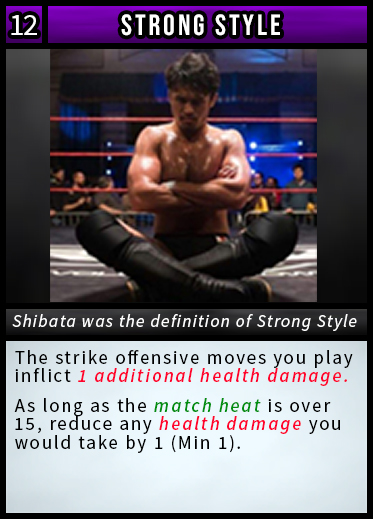 12
STRONG STYLE
Shibata was the definition of Strong Style
The strike offensive moves you play
inflict 1 additional health damage.
As long as the match heat is over
15, reduce any health damage you
would take by 1 (Min 1).